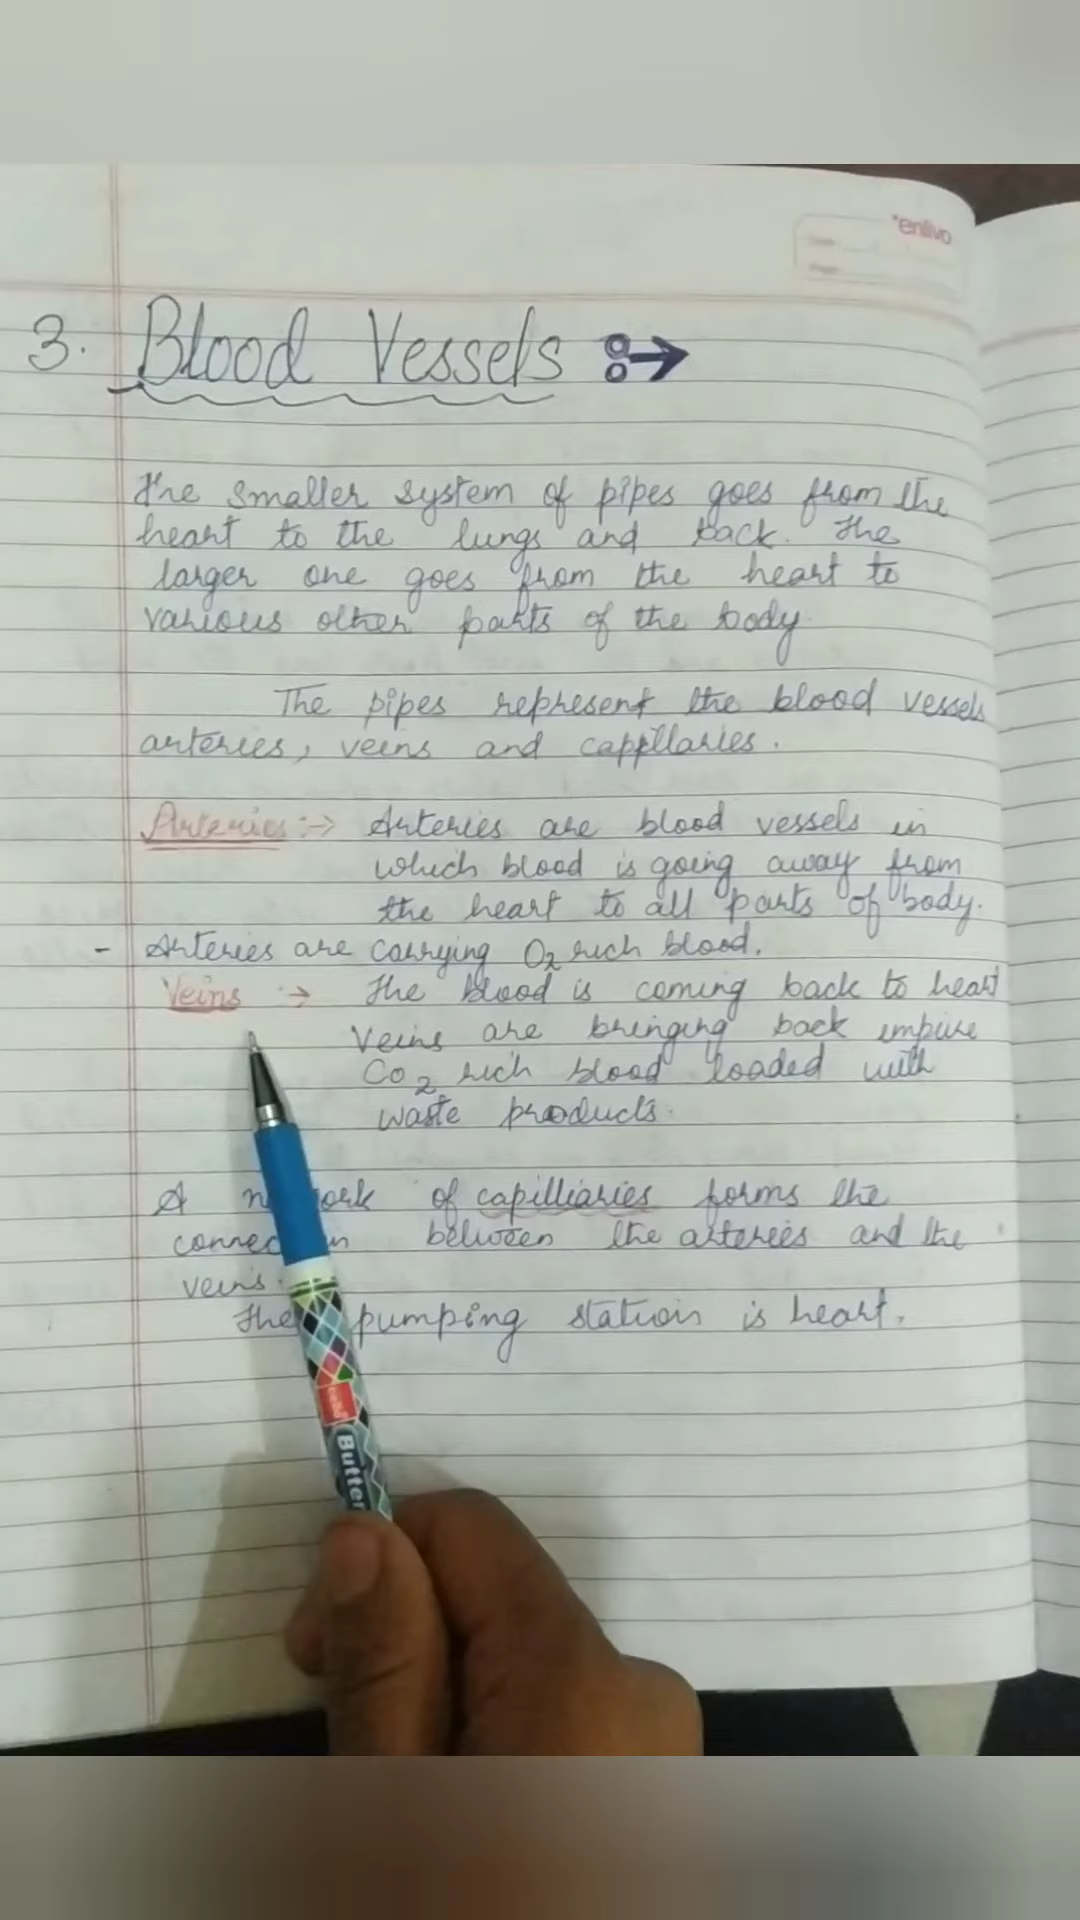 *enlivo
3. Blood Vessels
The smaller system of pipes goes from the
heart to the lungs and back. The
larger one goes from the heart to
various other parts of the body.
The pipes represent the blood vessels
arteries, veins and cappllaries.
Arteries :→ Arteries are blood vessels in
which blood is going away from
the heart to all parts of body.
- Arteries are carrying O2 rich blood.
Veins :→ The blood is coming back to heart
Veins are bringing back impure
Co2 rich blood loaded with
waste products.
A of capilliaries forms the
between the arteries and the
veins.
The pumping station is heart.
cello
Butter